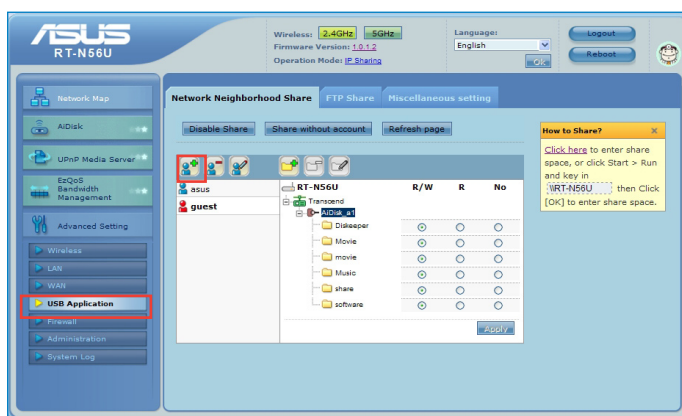 ASUS
RT-N56U
Wireless: 2.4GHz 5GHz
Firmware Version: 1.0.1.2
Operation Mode: IP Sharing
Language:
English
OK
Logout
Reboot
Network Map
AiDisk
UPnP Media Server
EzQoS
Bandwidth
Management
Advanced Setting
Wireless
LAN
WAN
USB Application
Firewall
Administration
System Log
Network Neighborhood Share FTP Share Miscellaneous setting
Disable Share Share without account Refresh page
asus
guest
RT-N56U R/W R No
Transcend
AiDisk_a1
Diskeeper
Movie
movie
Music
share
software
Apply
How to Share? x
Click here to enter share
space, or click Start > Run
and key in
\\RT-N56U then Click
[OK] to enter share space.